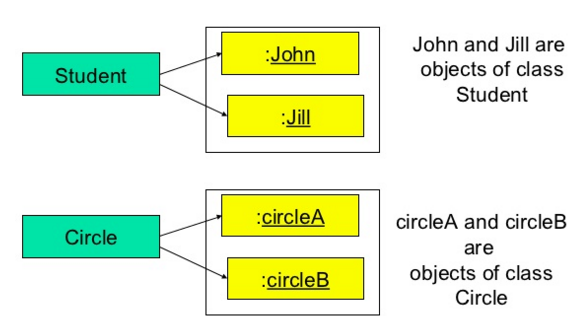 Student
:John
:Jill
John and Jill are
objects of class
Student
Circle
:circleA
:circleB
circleA and circleB
are
objects of class
Circle